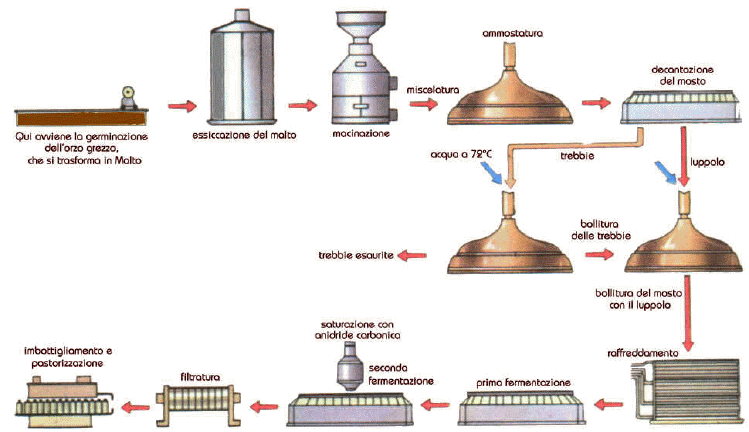 ammostatura
decantazione
del mosto
miscelatura
Qui avviene la germinazione
dell'orzo grezzo,
che si trasforma in Malto
essiccazione del malto
macinazione
acqua a 78°C
trebbie
luppolo
bollitura
delle trebbie
trebbie esaurite
bollitura del mosto
con il luppolo
saturazione con
anidride carbonica
raffreddamento
imbottigliamento e
pastorizzazione
filtratura
seconda
fermentazione
prima fermentazione